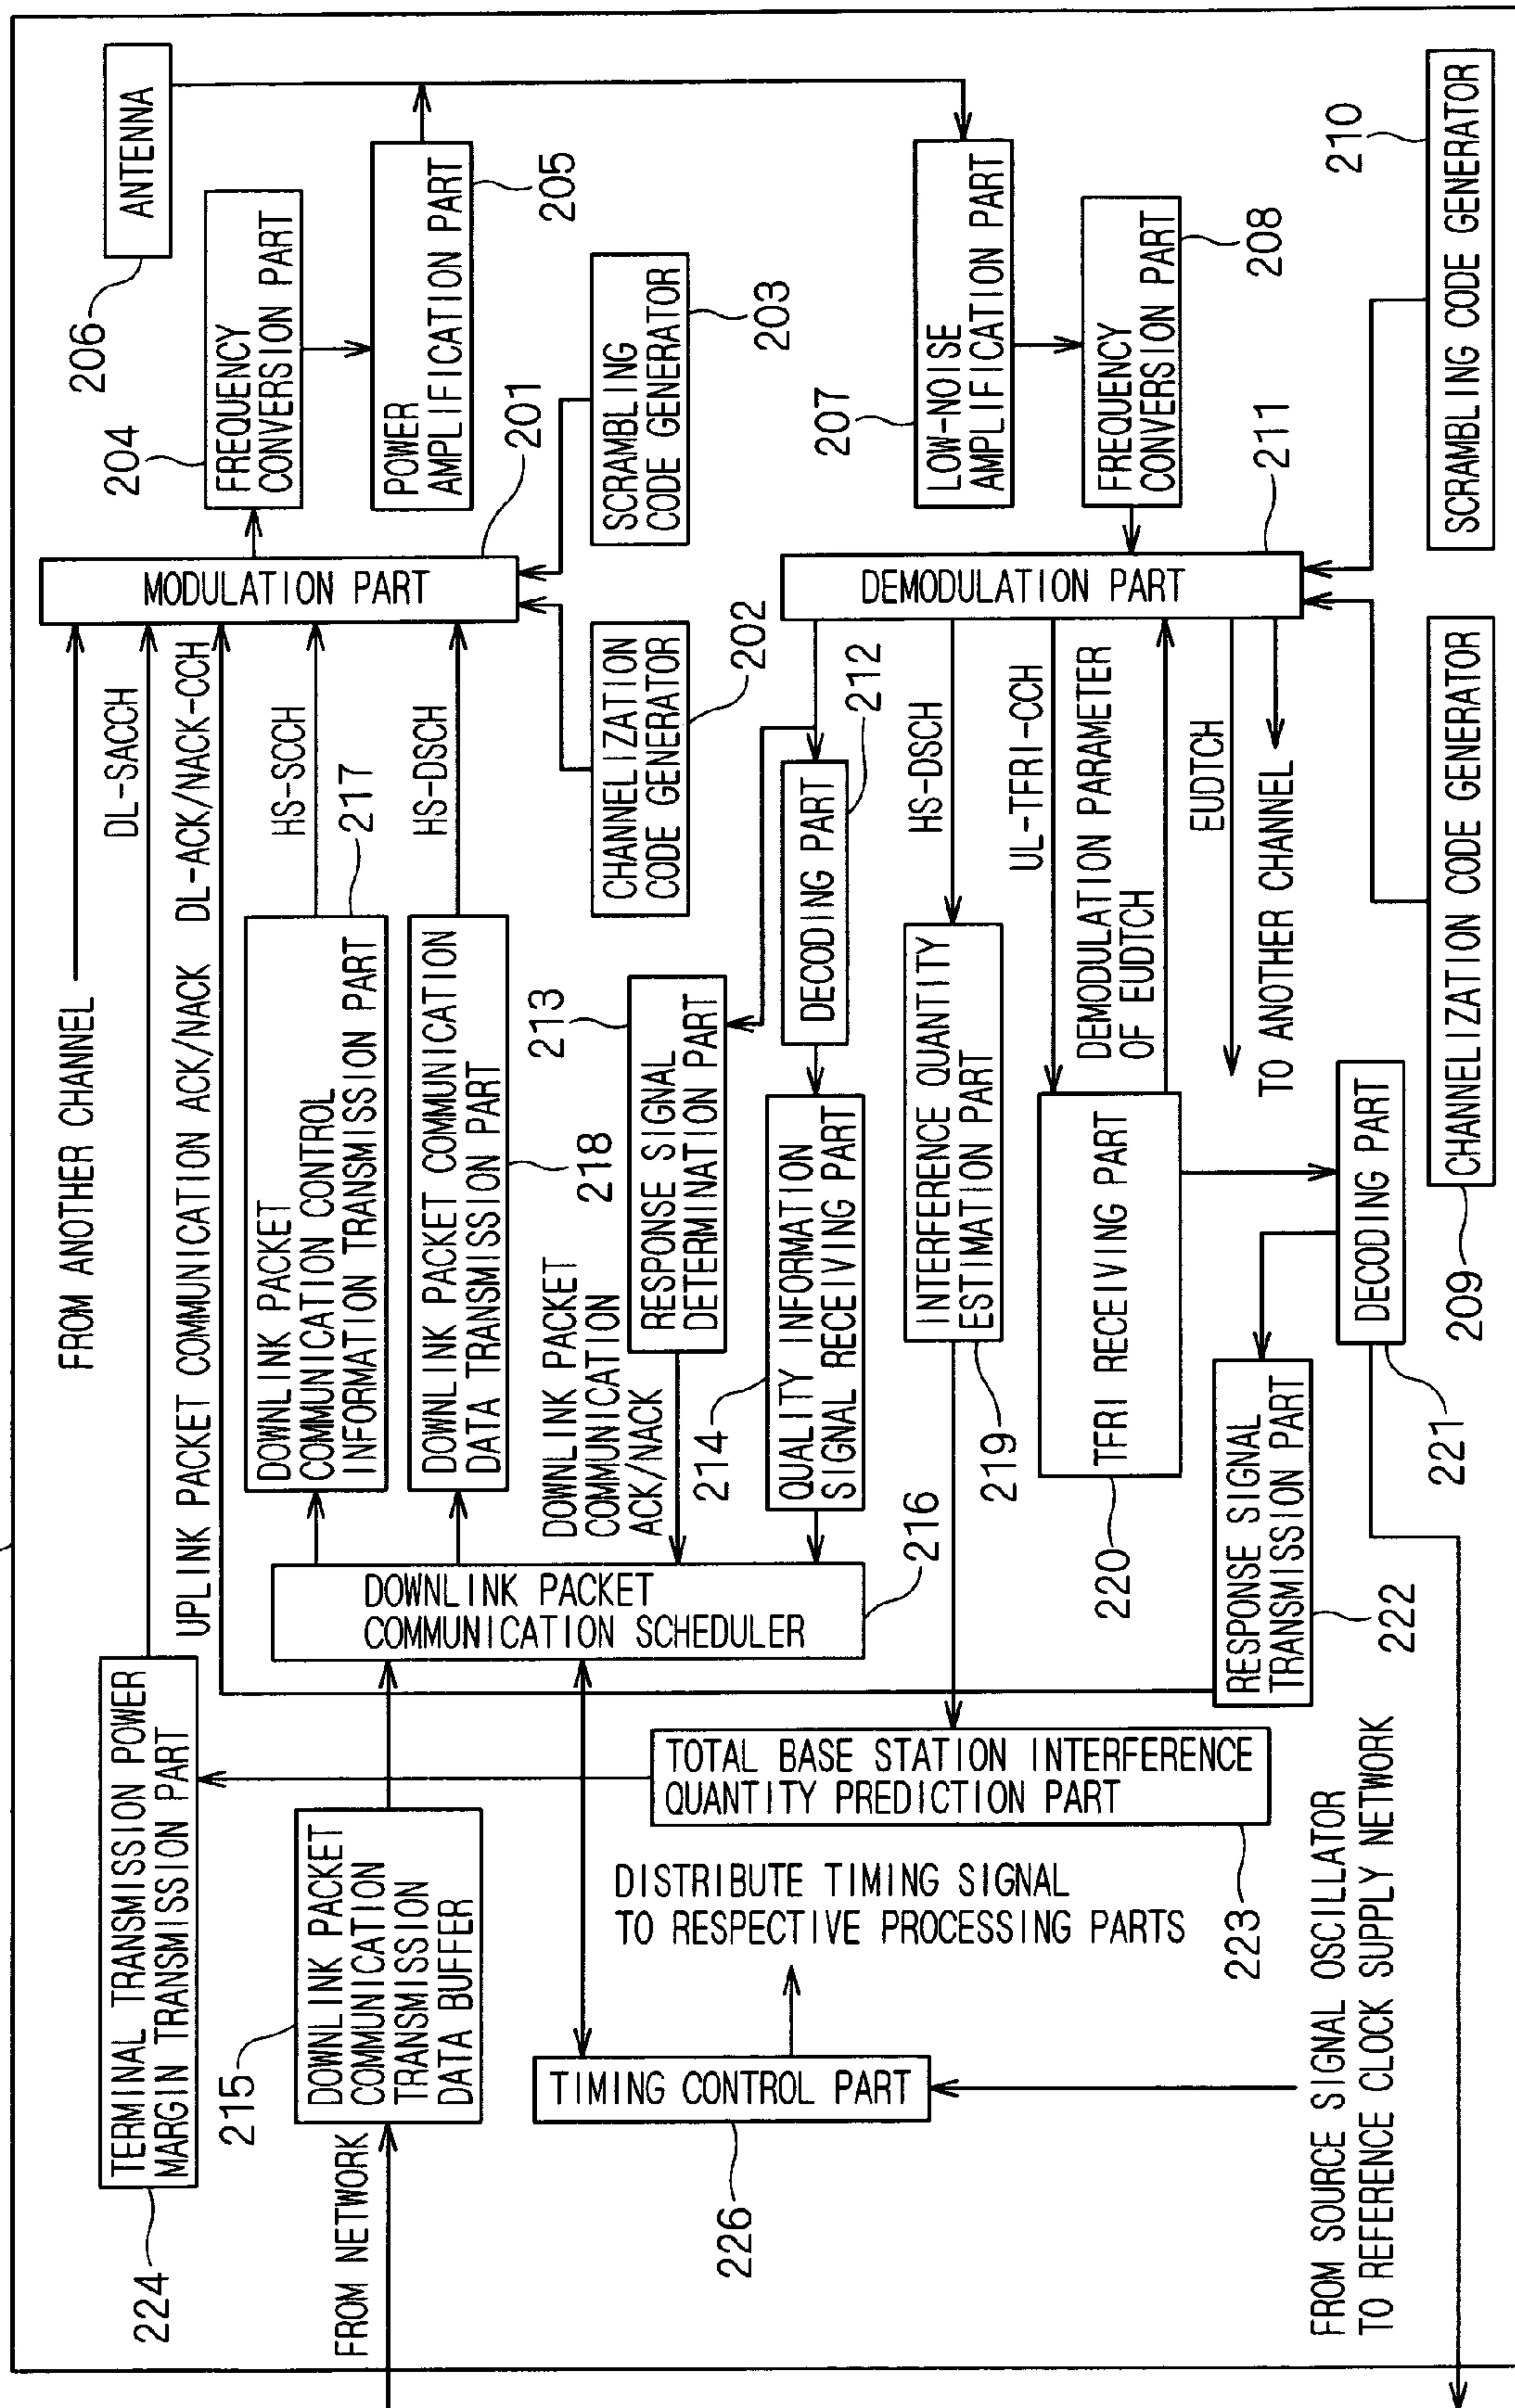 FROM ANOTHER CHANNEL
224
TERMINAL TRANSMISSION POWER
MARGIN TRANSMISSION PART
DL-SACCH
UPLINK PACKET COMMUNICATION ACK/NACK
DL-ACK/NACK-CCH
MODULATION PART
201
204
FREQUENCY
CONVERSION PART
206
ANTENNA
POWER
AMPLIFICATION PART
205
FROM NETWORK
215
DOWNLINK PACKET
COMMUNICATION
TRANSMISSION
DATA BUFFER
DOWNLINK PACKET
COMMUNICATION SCHEDULER
216
DOWNLINK PACKET
COMMUNICATION CONTROL
INFORMATION TRANSMISSION PART
217
HS-SCCH
DOWNLINK PACKET COMMUNICATION
DATA TRANSMISSION PART
218
HS-DSCH
CHANNELIZATION
CODE GENERATOR
202
SCRAMBLING
CODE GENERATOR
203
DOWNLINK PACKET
COMMUNICATION
ACK/NACK
213
RESPONSE SIGNAL
DETERMINATION PART
214
QUALITY INFORMATION
SIGNAL RECEIVING PART
DECODING PART
212
DEMODULATION PART
211
207
LOW-NOISE
AMPLIFICATION PART
FREQUENCY
CONVERSION PART
208
226
TIMING CONTROL PART
DISTRIBUTE TIMING SIGNAL
TO RESPECTIVE PROCESSING PARTS
TOTAL BASE STATION INTERFERENCE
QUANTITY PREDICTION PART
223
INTERFERENCE QUANTITY
ESTIMATION PART
219
HS-DSCH
220
TFRI RECEIVING PART
UL-TFRI-CCH
DEMODULATION PARAMETER
OF EUDTCH
EUDTCH
TO ANOTHER CHANNEL
RESPONSE SIGNAL
TRANSMISSION PART
222
DECODING PART
221
FROM SOURCE SIGNAL OSCILLATOR
TO REFERENCE CLOCK SUPPLY NETWORK
209
CHANNELIZATION CODE GENERATOR
210
SCRAMBLING CODE GENERATOR